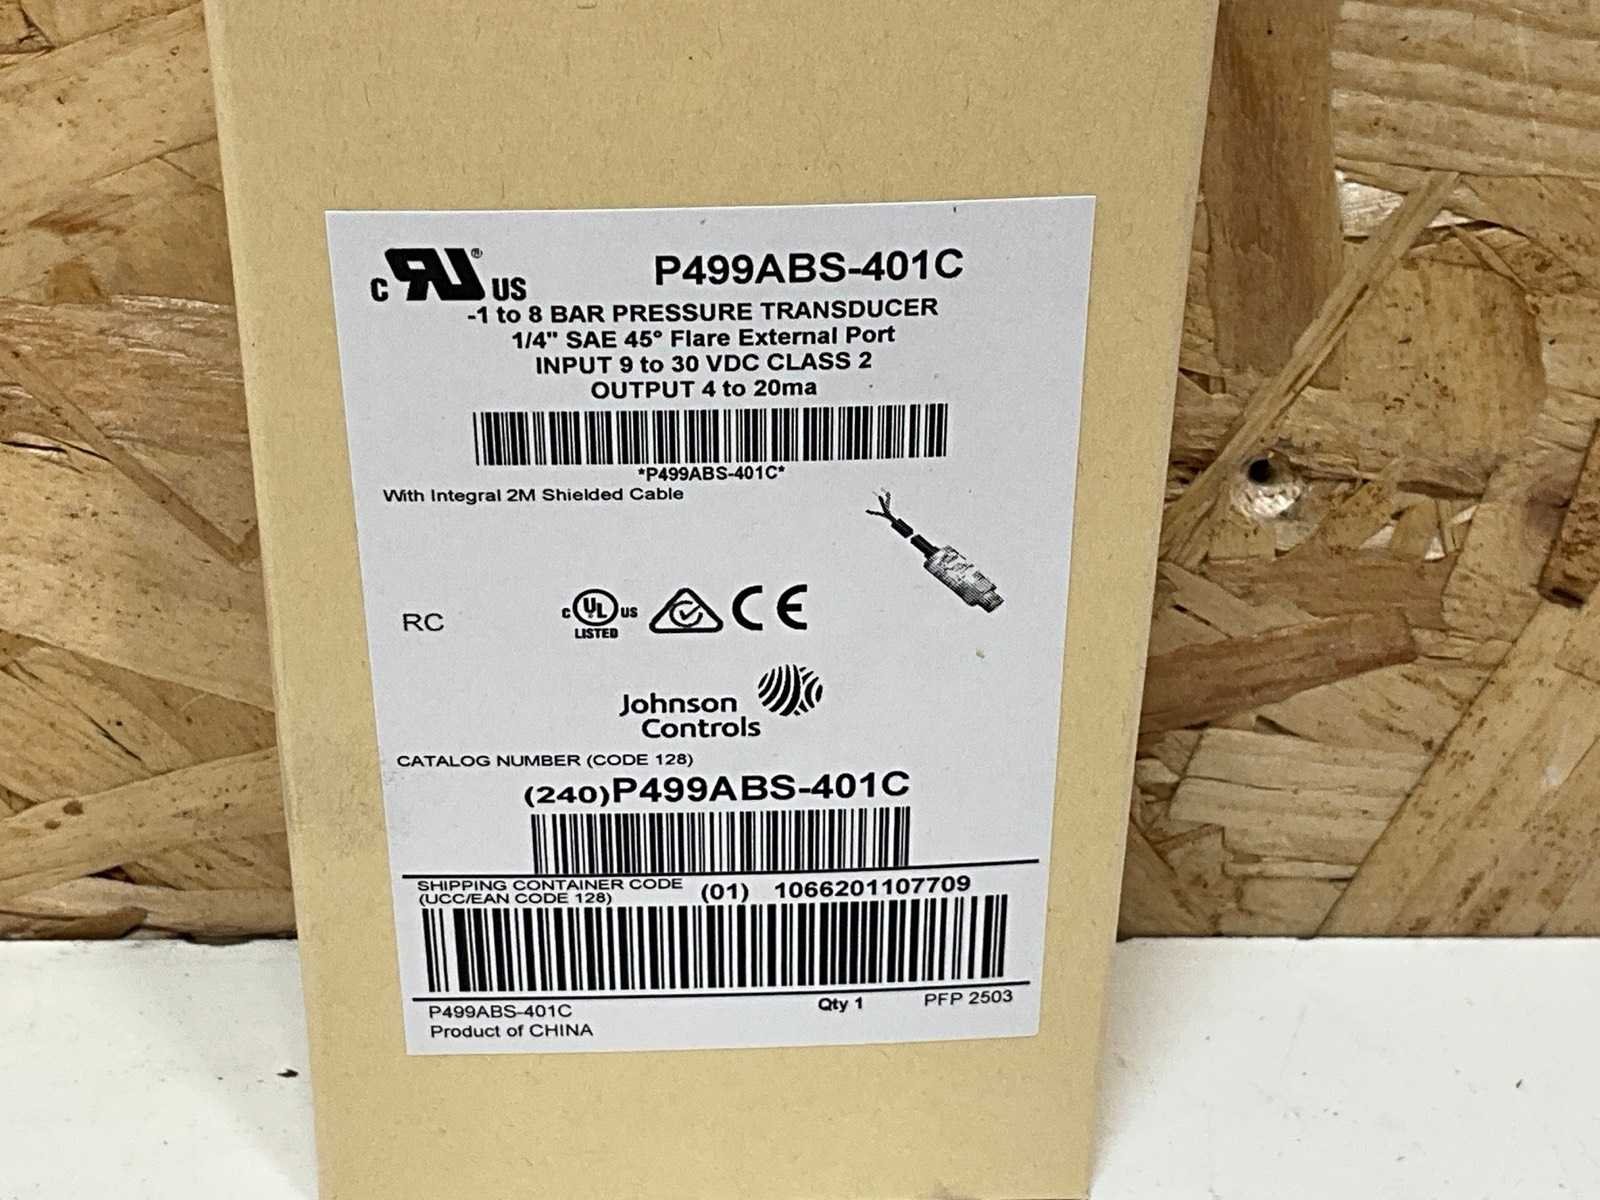 c RU ® US
P499ABS-401C
-1 to 8 BAR PRESSURE TRANSDUCER
1/4" SAE 45° Flare External Port
INPUT 9 to 30 VDC CLASS 2
OUTPUT 4 to 20ma
*P499ABS-401C*
With Integral 2M Shielded Cable
RC
c UL us
LISTED
CE
Johnson
Controls
CATALOG NUMBER (CODE 128)
(240)P499ABS-401C
SHIPPING CONTAINER CODE
(UCC/EAN CODE 128)
(01) 1066201107709
P499ABS-401C
Qty 1
PFP 2503
Product of CHINA